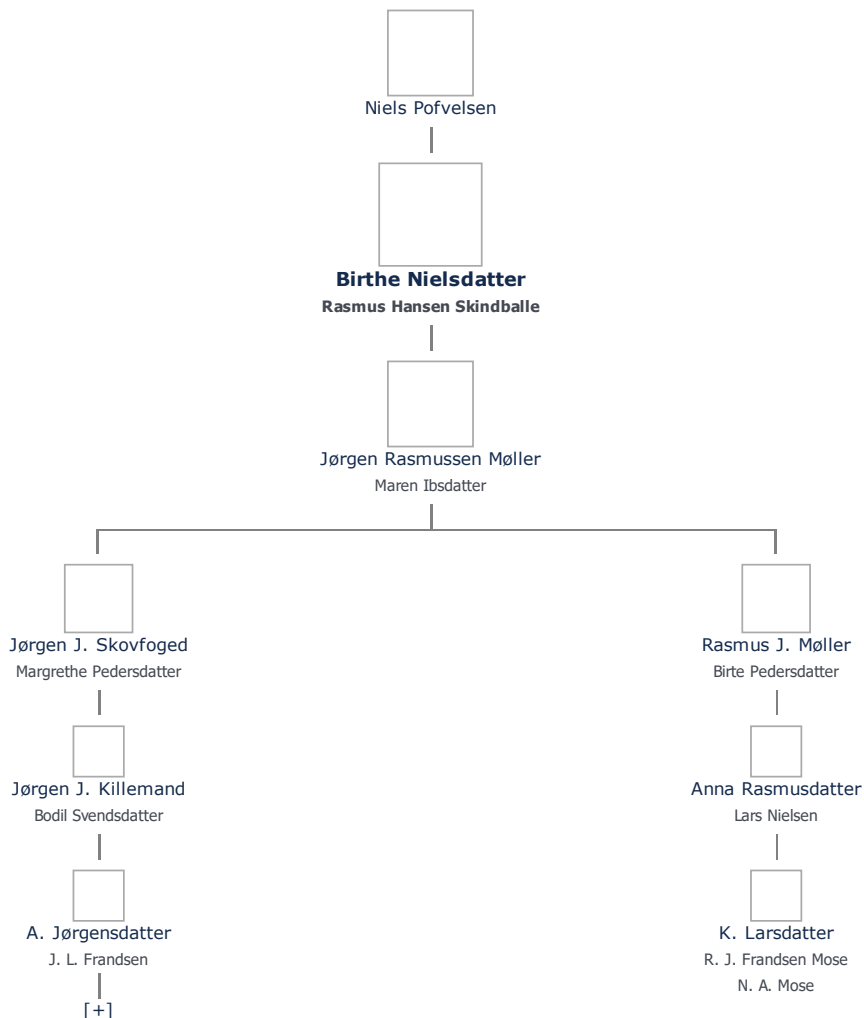 Niels Pofvelsen
Birthe Nielsdatter
Rasmus Hansen Skindballe
Jørgen Rasmussen Møller
Maren Ibsdatter
Jørgen J. Skovfoged
Margrethe Pedersdatter
Rasmus J. Møller
Birte Pedersdatter
Jørgen J. Killemand
Bodil Svendsdatter
Anna Rasmusdatter
Lars Nielsen
A. Jørgensdatter
J. L. Frandsen
[+]
K. Larsdatter
R. J. Frandsen Mose
N. A. Mose